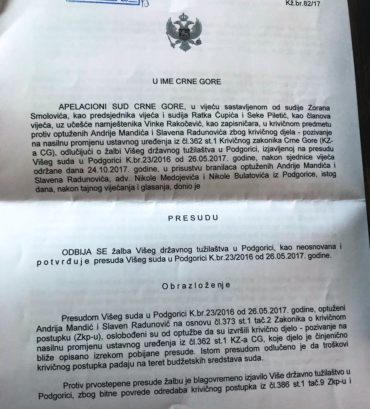 Kž.br.82/17
U IME CRNE GORE
APELACIONI SUD CRNE GORE, u vijeću sastavljenom od sudije Zorana
Smolovića, kao predsjednika vijeća i sudija Ratka Ćupića i Seke Piletić, kao članova
vijeća, uz učešće namještenika Vinke Rakočević, kao zapisničara, u krivičnom predmetu
protiv optuženih Andrije Mandića i Slavena Radunovića zbog krivičnog djela - pozivanje
na nasilnu promjenu ustavnog uređenja iz čl.362 st.1 Krivičnog zakonika Crne Gore (KZ-
a CG), odlučujući o žalbi Višeg državnog tužilaštva u Podgorici, izjavljenoj na presudu
Višeg suda u Podgorici K.br.23/2016 od 26.05.2017. godine, nakon sjednice vijeća
održane dana 24.10.2017. godine, u prisustvu branilaca optuženih Andrije Mandića i
Slavena Radunovića, adv. Nikole Medojevića i Nikole Bulatovića iz Podgorice, istog
dana, nakon tajnog vijećanja i glasanja, donio je
P R E S U D U
ODBIJA SE žalba Višeg državnog tužilaštva u Podgorici, kao neosnovana i
p o t v r đ u j e presuda Višeg suda u Podgorici K.br.23/2016 od 26.05.2017. godine.
O b r a z l o ž e n j e
Presudom Višeg suda u Podgorici K.br.23/2016 od 26.05.2017. godine, optuženi
Andrija Mandić i Slaven Radunović na osnovu čl.373 st.1 tač.2 Zakonika o krivičnom
postupku (Zkp-u), oslobođeni su od optužbe da su izvršili krivično djelo - pozivanje na
nasilnu promjenu ustavnog uređenja iz čl.362 st.1 KZ-a CG, koje djelo je činjenično
bliže opisano izrekom pobijane presude. Istom presudom odlučeno je da troškovi
krivičnog postupka padaju na teret budžetskih sredstava suda.
Protiv prvostepene presude žalbu je blagovremeno izjavilo Više državno tužilaštvo u
Podgorici, zbog bitne povrede odredaba krivičnog postupka iz čl.386 st.1 tač.9 Zkp-u i